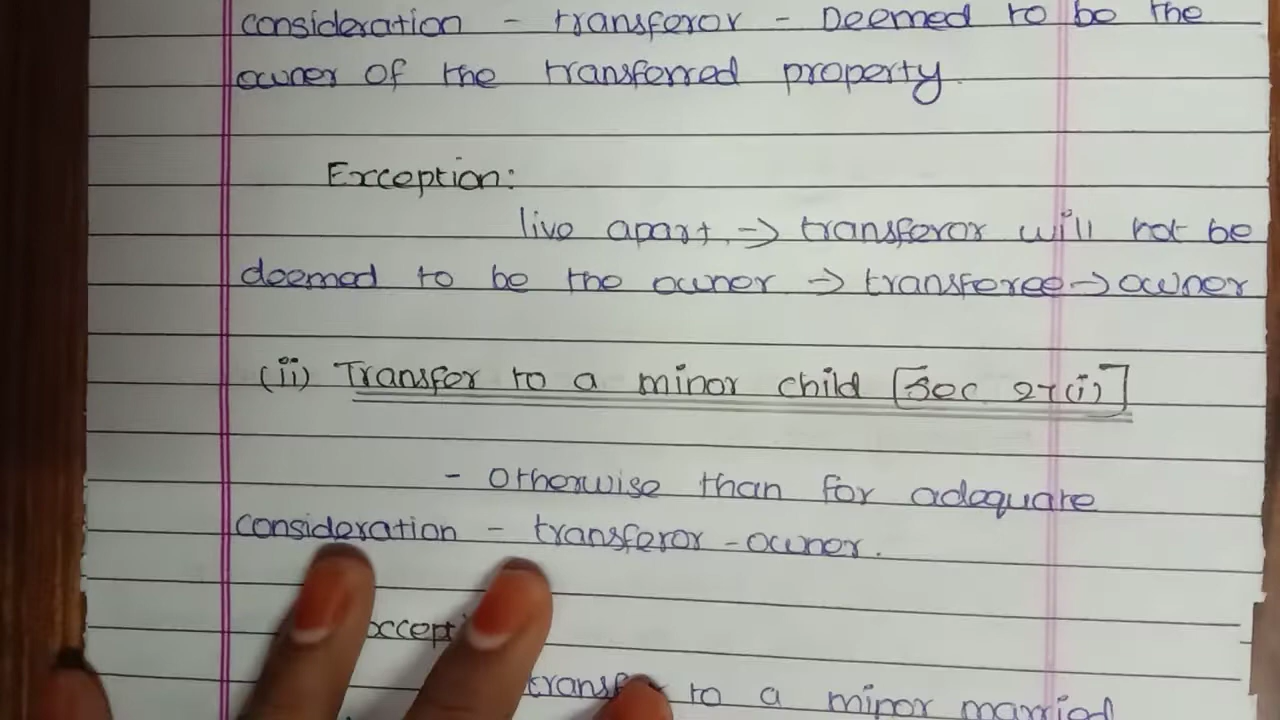 consideration - transferor - Deemed to be the
owner of the transferred property.
Exception:
live apart -> transferor will not be
deemed to be the owner -> transferee -> owner
(ii) Transfer to a minor child [Sec 27(i)]
- Otherwise than for adequate
consideration - transferor - owner.
to a minor married